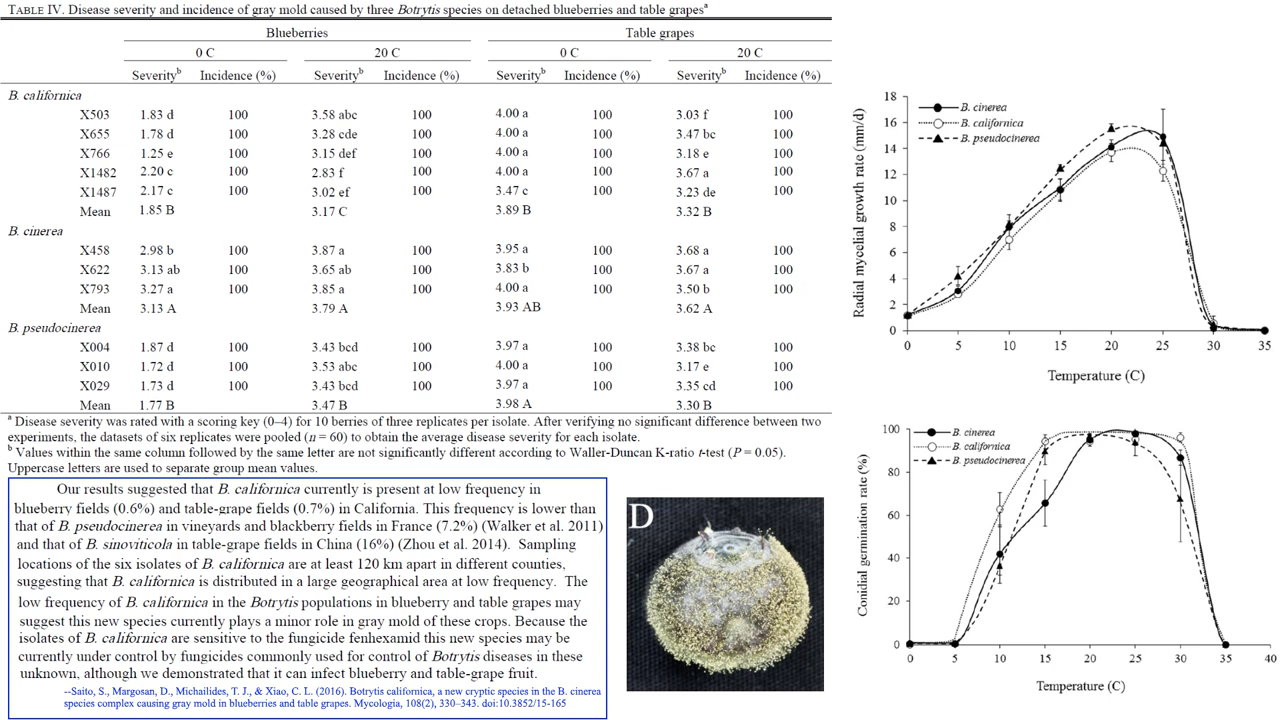 TABLE IV. Disease severity and incidence of gray mold caused by three Botrytis species on detached blueberries and table grapesᵃ
Blueberries Table grapes
0 C 20 C 0 C 20 C
Severityᵇ Incidence (%) Severityᵇ Incidence (%) Severityᵇ Incidence (%) Severityᵇ Incidence (%)
B. californica
X503 1.83 d 100 3.58 abc 100 4.00 a 100 3.03 f 100
X655 1.78 d 100 3.28 cde 100 4.00 a 100 3.47 bc 100
X766 1.25 e 100 3.15 def 100 4.00 a 100 3.18 e 100
X1482 2.20 c 100 2.83 f 100 4.00 a 100 3.67 a 100
X1487 2.17 c 100 3.02 ef 100 3.47 c 100 3.23 de 100
Mean 1.85 B 3.17 C 3.89 B 3.32 B
B. cinerea
X458 2.98 b 100 3.87 a 100 3.95 a 100 3.68 a 100
X622 3.13 ab 100 3.65 ab 100 3.83 b 100 3.67 a 100
X793 3.27 a 100 3.85 a 100 4.00 a 100 3.50 b 100
Mean 3.13 A 3.79 A 3.93 AB 3.62 A
B. pseudocinerea
X004 1.87 d 100 3.43 bcd 100 3.97 a 100 3.38 bc 100
X010 1.72 d 100 3.53 abc 100 4.00 a 100 3.17 e 100
X029 1.73 d 100 3.43 bcd 100 3.97 a 100 3.35 cd 100
Mean 1.77 B 3.47 B 3.98 A 3.30 B
ᵃ Disease severity was rated with a scoring key (0–4) for 10 berries of three replicates per isolate. After verifying no significant difference between two
experiments, the datasets of six replicates were pooled (n = 60) to obtain the average disease severity for each isolate.
ᵇ Values within the same column followed by the same letter are not significantly different according to Waller-Duncan K-ratio t-test (P = 0.05).
Uppercase letters are used to separate group mean values.
Our results suggested that B. californica currently is present at low frequency in
blueberry fields (0.6%) and table-grape fields (0.7%) in California. This frequency is lower than
that of B. pseudocinerea in vineyards and blackberry fields in France (7.2%) (Walker et al. 2011)
and that of B. sinoviticola in table-grape fields in China (16%) (Zhou et al. 2014). Sampling
locations of the six isolates of B. californica are at least 120 km apart in different counties,
suggesting that B. californica is distributed in a large geographical area at low frequency. The
low frequency of B. californica in the Botrytis populations in blueberry and table grapes may
suggest this new species currently plays a minor role in gray mold of these crops. Because the
isolates of B. californica are sensitive to the fungicide fenhexamid this new species may be
currently under control by fungicides commonly used for control of Botrytis diseases in these
unknown, although we demonstrated that it can infect blueberry and table-grape fruit.
--Saito, S., Margosan, D., Michailides, T. J., & Xiao, C. L. (2016). Botrytis californica, a new cryptic species in the B. cinerea
species complex causing gray mold in blueberries and table grapes. Mycologia, 108(2), 330–343. doi:10.3852/15-165
D
Radial mycelial growth rate (mm/d)
18
16
14
12
10
8
6
4
2
0
B. cinerea
B. californica
B. pseudocinerea
0 5 10 15 20 25 30 35
Temperature (C)
Conidial germination rate (%)
100
80
60
40
20
0
B. cinerea
B. californica
B. pseudocinerea
0 5 10 15 20 25 30 35 40
Temperature (C)